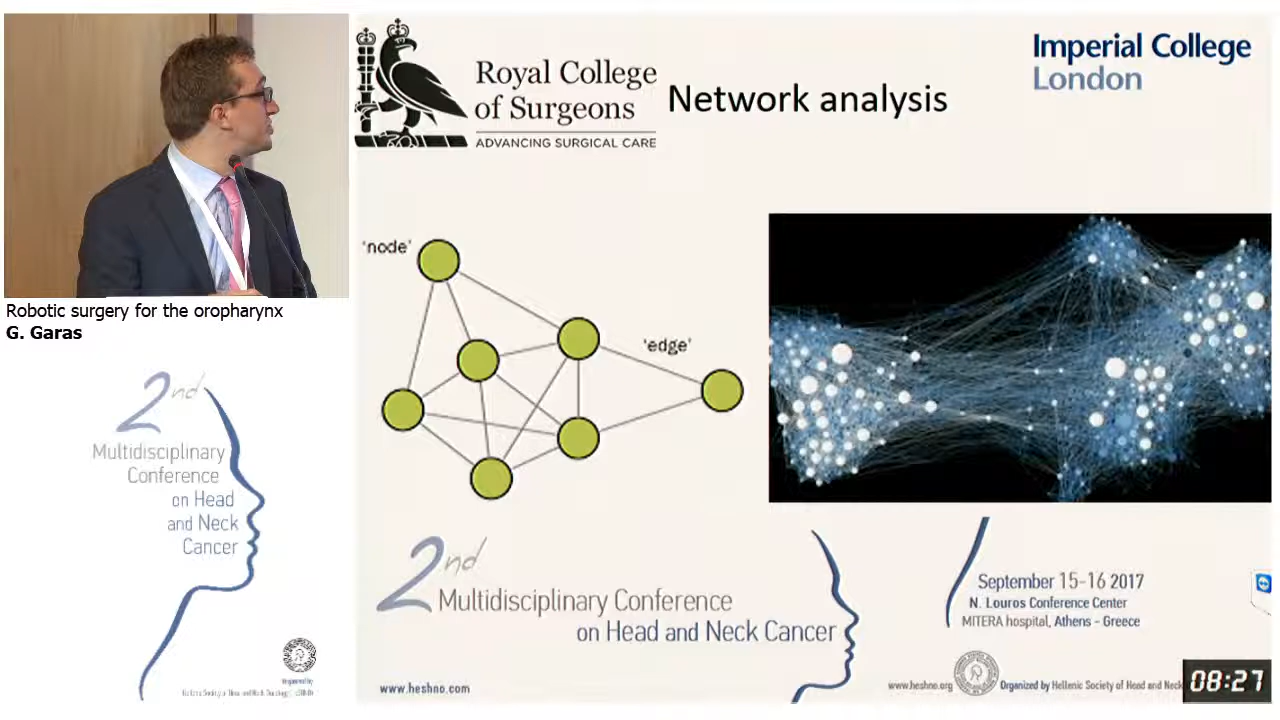 Royal College
of Surgeons
ADVANCING SURGICAL CARE
Network analysis
Imperial College
London
'node'
'edge'
Robotic surgery for the oropharynx
G. Garas
2nd
Multidisciplinary
Conference
on Head
and Neck
Cancer
2nd
Multidisciplinary Conference
on Head and Neck Cancer
September 15-16 2017
N. Louros Conference Center
MITERA hospital, Athens - Greece
www.heshno.com
www.heshno.org
Organized by Hellenic Society of Head and Neck
08:27